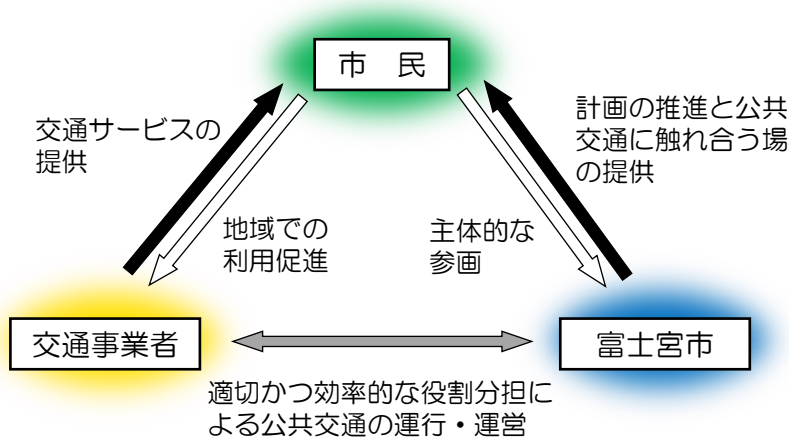 市　民
交通サービスの
提供
計画の推進と公共
交通に触れ合う場
の提供
地域での
利用促進
主体的な
参画
交通事業者
富士宮市
適切かつ効率的な役割分担に
よる公共交通の運行・運営